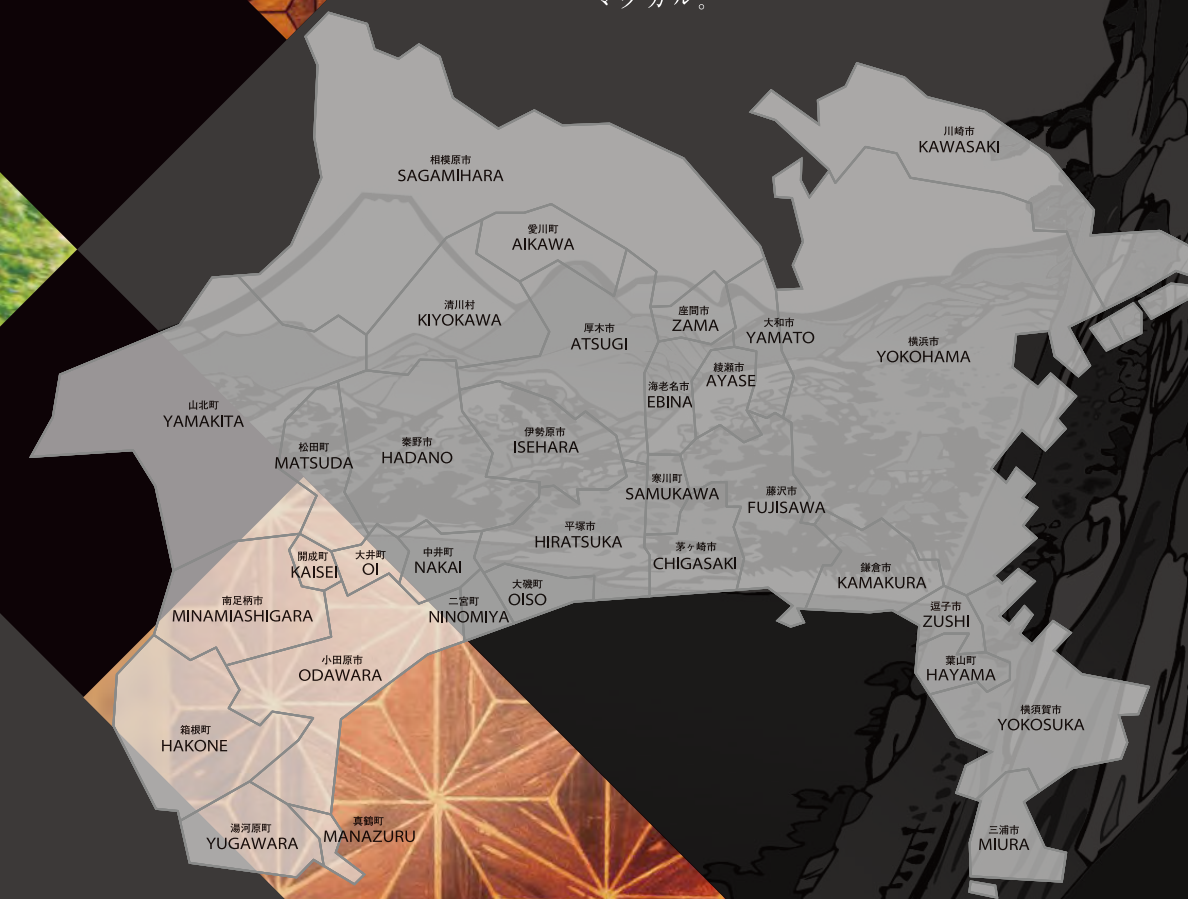 マグカル。
川崎市
KAWASAKI
相模原市
SAGAMIHARA
愛川町
AIKAWA
清川村
KIYOKAWA
厚木市
ATSUGI
座間市
ZAMA
大和市
YAMATO
横浜市
YOKOHAMA
綾瀬市
AYASE
海老名市
EBINA
山北町
YAMAKITA
松田町
MATSUDA
秦野市
HADANO
伊勢原市
ISEHARA
寒川町
SAMUKAWA
藤沢市
FUJISAWA
平塚市
HIRATSUKA
茅ヶ崎市
CHIGASAKI
開成町
KAISEI
大井町
OI
中井町
NAKAI
鎌倉市
KAMAKURA
大磯町
OISO
二宮町
NINOMIYA
南足柄市
MINAMIASHIGARA
逗子市
ZUSHI
小田原市
ODAWARA
葉山町
HAYAMA
横須賀市
YOKOSUKA
箱根町
HAKONE
湯河原町
YUGAWARA
真鶴町
MANAZURU
三浦市
MIURA